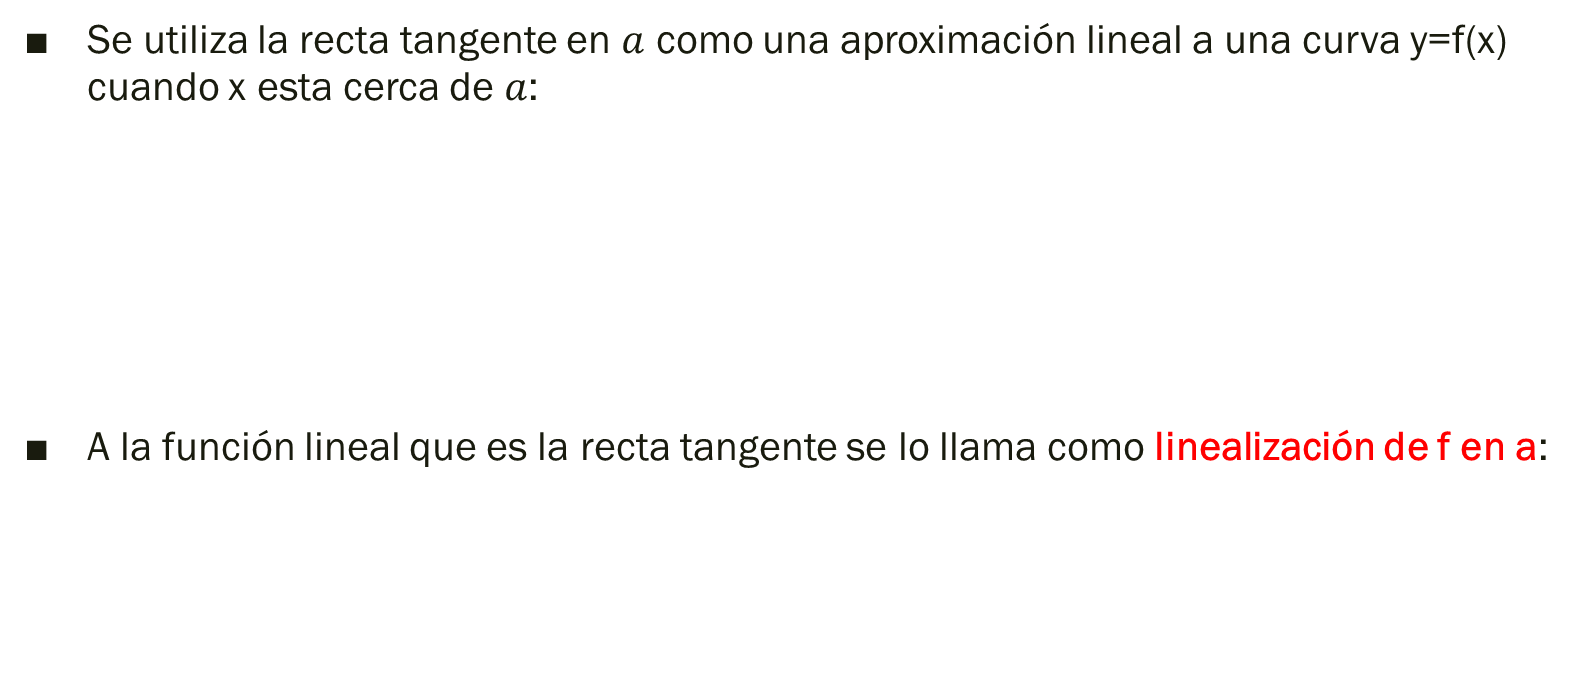 ■ Se utiliza la recta tangente en a como una aproximación lineal a una curva y=f(x)
cuando x esta cerca de a:
■ A la función lineal que es la recta tangente se lo llama como linealización de f en a: